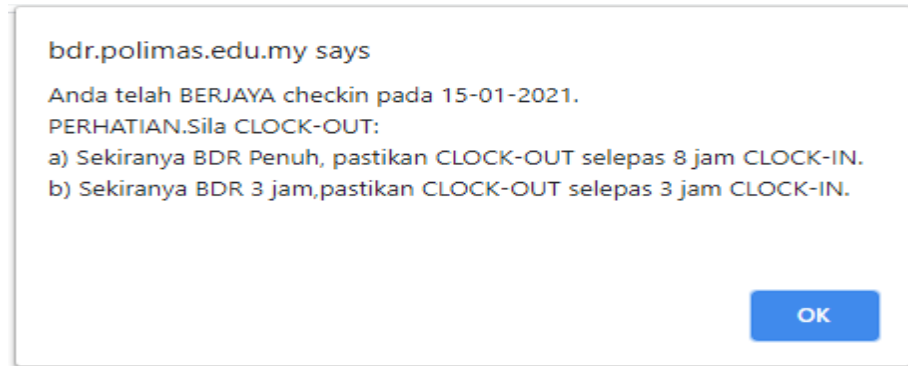 bdr.polimas.edu.my says
Anda telah BERJAYA checkin pada 15-01-2021.
PERHATIAN.Sila CLOCK-OUT:
a) Sekiranya BDR Penuh, pastikan CLOCK-OUT selepas 8 jam CLOCK-IN.
b) Sekiranya BDR 3 jam,pastikan CLOCK-OUT selepas 3 jam CLOCK-IN.
OK